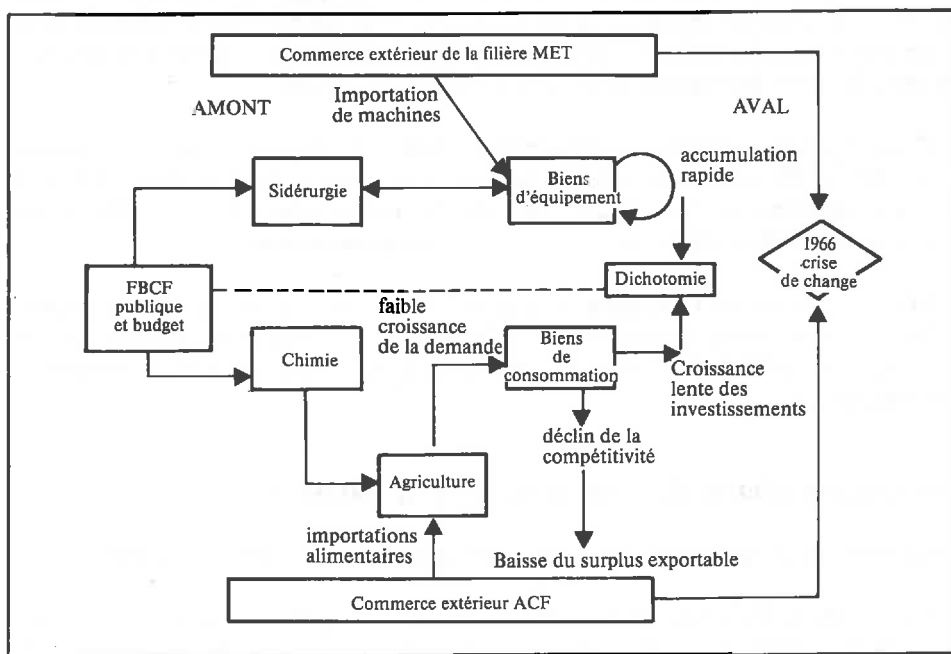 Commerce extérieur de la filière MET
AMONT
Importation
de machines
AVAL
Sidérurgie
Biens
d'équipement
accumulation
rapide
1966
crise
de change
FBCF
publique
et budget
Dichotomie
faible
croissance
de la demande
Chimie
Biens
de
consommation
Croissance
lente des
investissements
déclin de la
compétitivité
Agriculture
importations
alimentaires
Baisse du surplus exportable
Commerce extérieur ACF